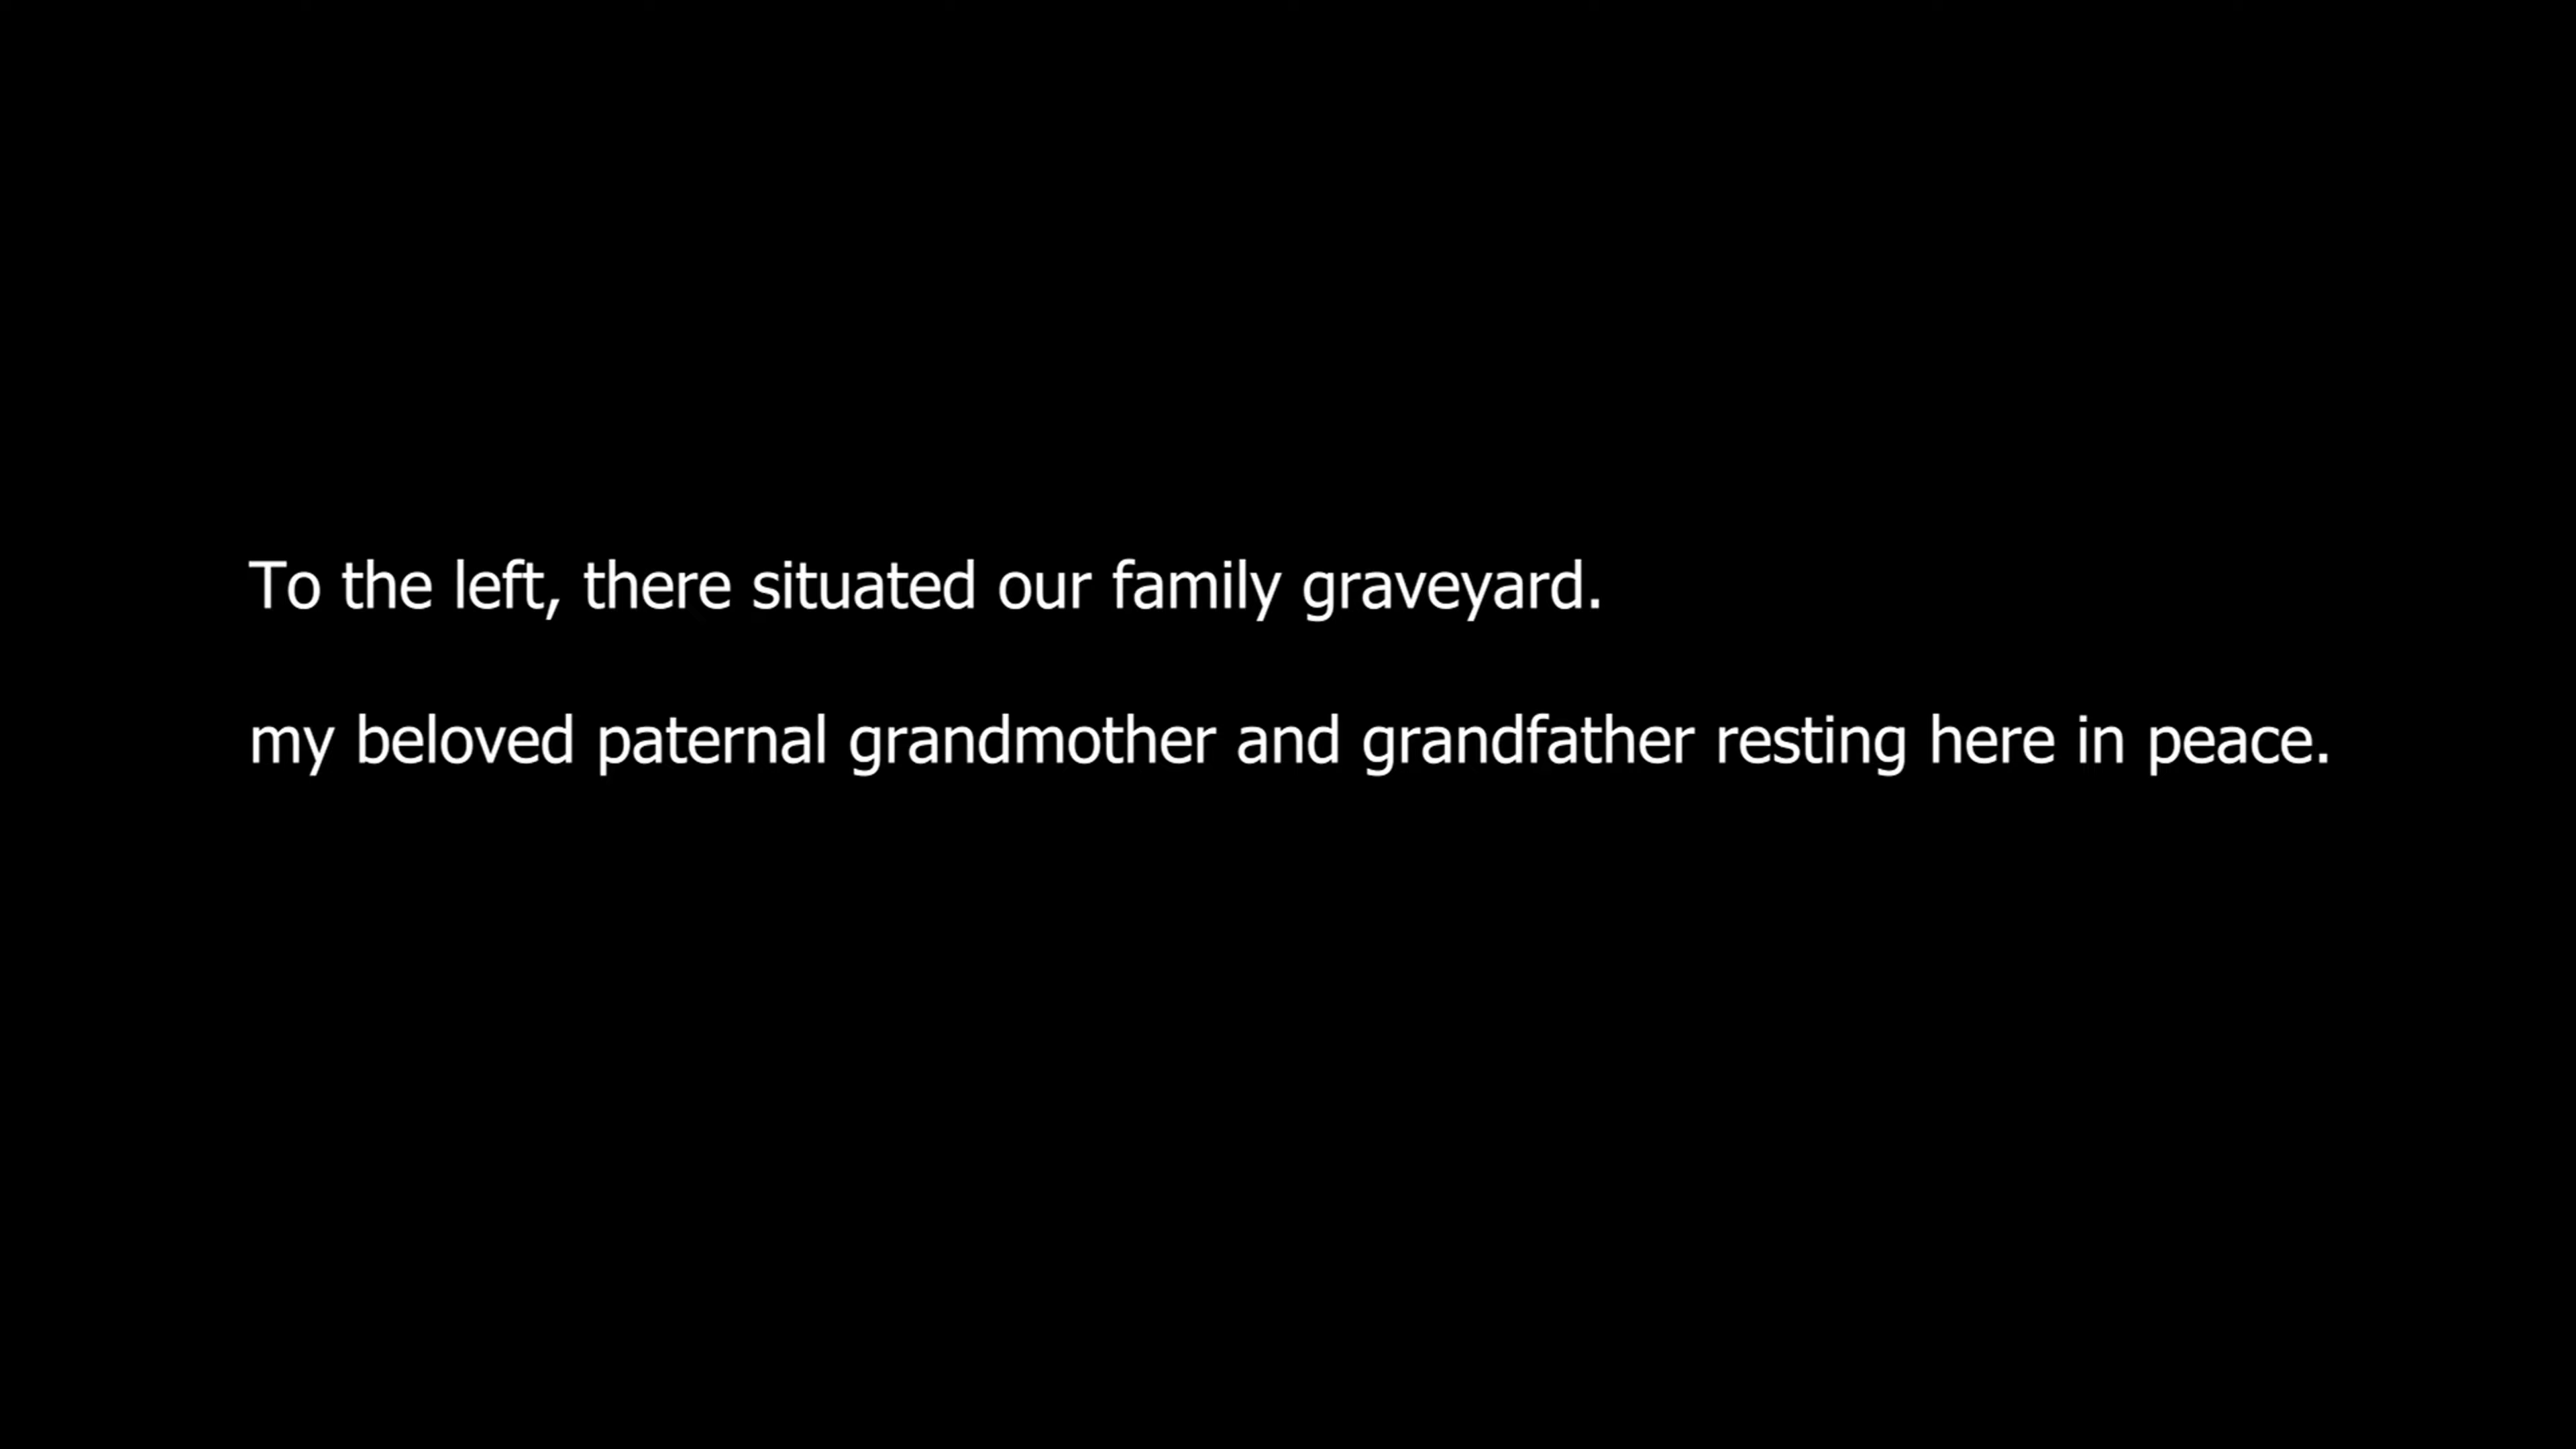 To the left, there situated our family graveyard.
my beloved paternal grandmother and grandfather resting here in peace.